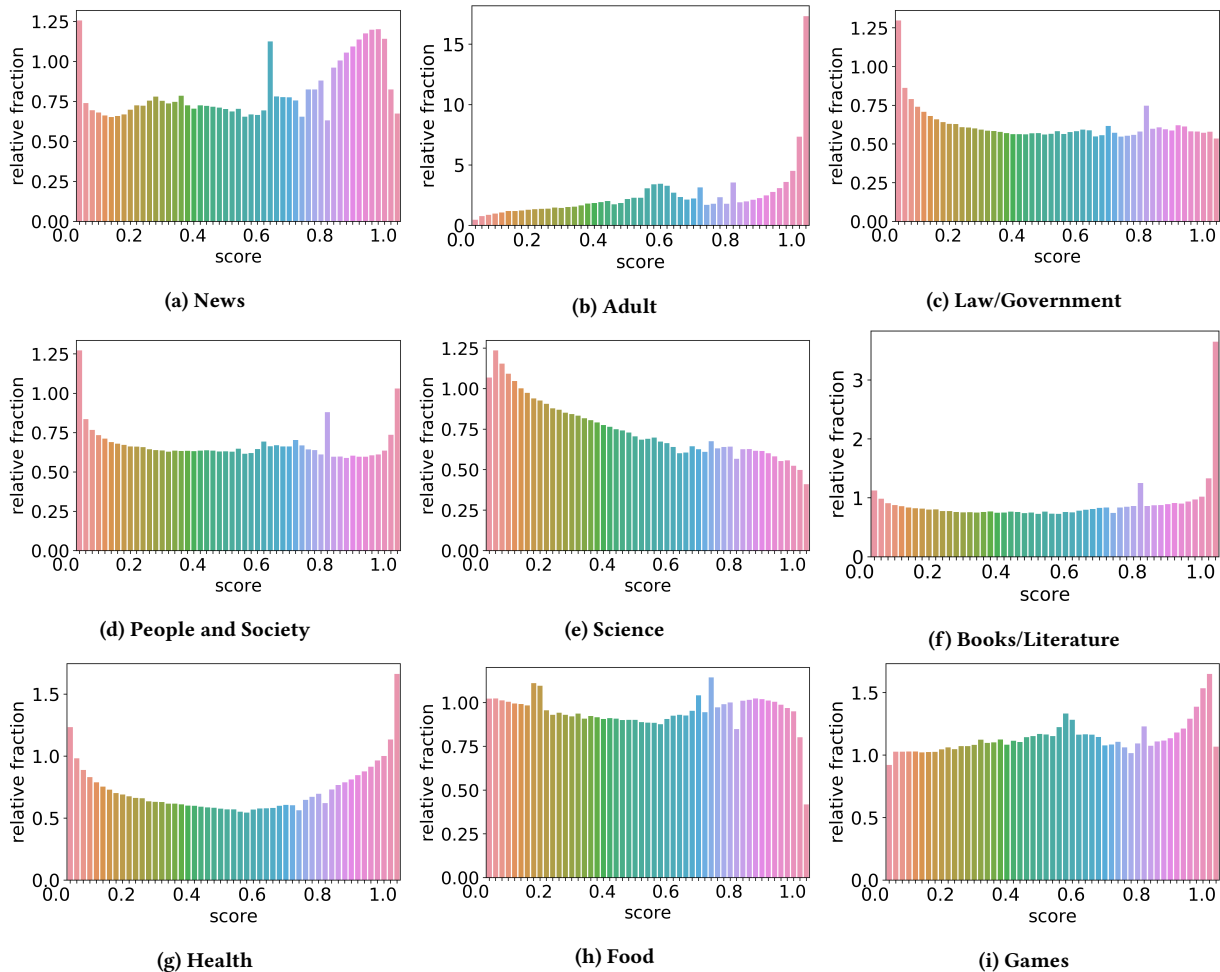 relative fraction
1.25
1.00
0.75
0.50
0.25
0.00
0.0 0.2 0.4 0.6 0.8 1.0
score
(a) News
relative fraction
15
10
5
0
0.0 0.2 0.4 0.6 0.8 1.0
score
(b) Adult
relative fraction
1.25
1.00
0.75
0.50
0.25
0.00
0.0 0.2 0.4 0.6 0.8 1.0
score
(c) Law/Government
relative fraction
1.25
1.00
0.75
0.50
0.25
0.00
0.0 0.2 0.4 0.6 0.8 1.0
score
(d) People and Society
relative fraction
1.25
1.00
0.75
0.50
0.25
0.00
0.0 0.2 0.4 0.6 0.8 1.0
score
(e) Science
relative fraction
3
2
1
0
0.0 0.2 0.4 0.6 0.8 1.0
score
(f) Books/Literature
relative fraction
1.5
1.0
0.5
0.0
0.0 0.2 0.4 0.6 0.8 1.0
score
(g) Health
relative fraction
1.00
0.75
0.50
0.25
0.00
0.0 0.2 0.4 0.6 0.8 1.0
score
(h) Food
relative fraction
1.5
1.0
0.5
0.0
0.0 0.2 0.4 0.6 0.8 1.0
score
(i) Games